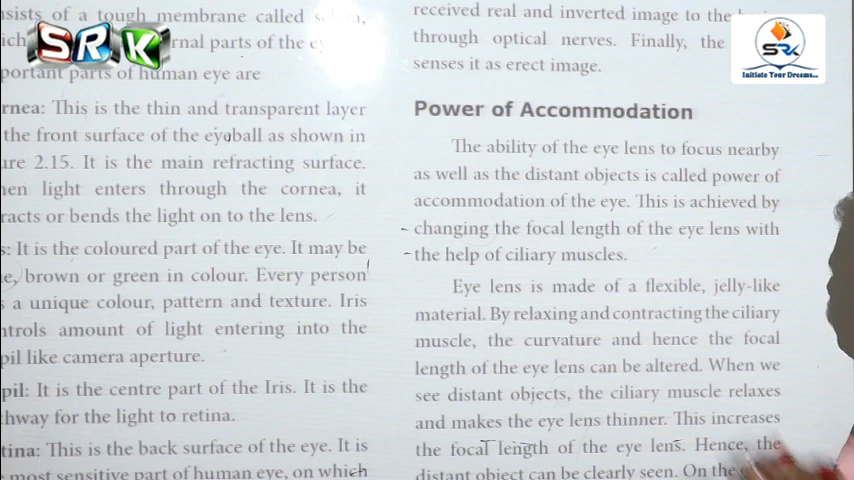 SRK
nsists of a tough membrane called
rnal parts of the
portant parts of human eye are
rnea: This is the thin and transparent layer
the front surface of the eyeball as shown in
ure 2.15. It is the main refracting surface.
hen light enters through the cornea, it
racts or bends the light on to the lens.
s: It is the coloured part of the eye. It may be
e, brown or green in colour. Every person
s a unique colour, pattern and texture. Iris
ntrols amount of light entering into the
pil like camera aperture.
pil: It is the centre part of the Iris. It is the
hway for the light to retina.
tina: This is the back surface of the eye. It is
most sensitive part of human eye, on which
received real and inverted image to the
through optical nerves. Finally, the
senses it as erect image.
Power of Accommodation
The ability of the eye lens to focus nearby
as well as the distant objects is called power of
accommodation of the eye. This is achieved by
changing the focal length of the eye lens with
the help of ciliary muscles.
Eye lens is made of a flexible, jelly-like
material. By relaxing and contracting the ciliary
muscle, the curvature and hence the focal
length of the eye lens can be altered. When we
see distant objects, the ciliary muscle relaxes
and makes the eye lens thinner. This increases
the focal length of the eye lens. Hence, the
distant object can be clearly seen. On the
SRK
Initiate Your Dreams...